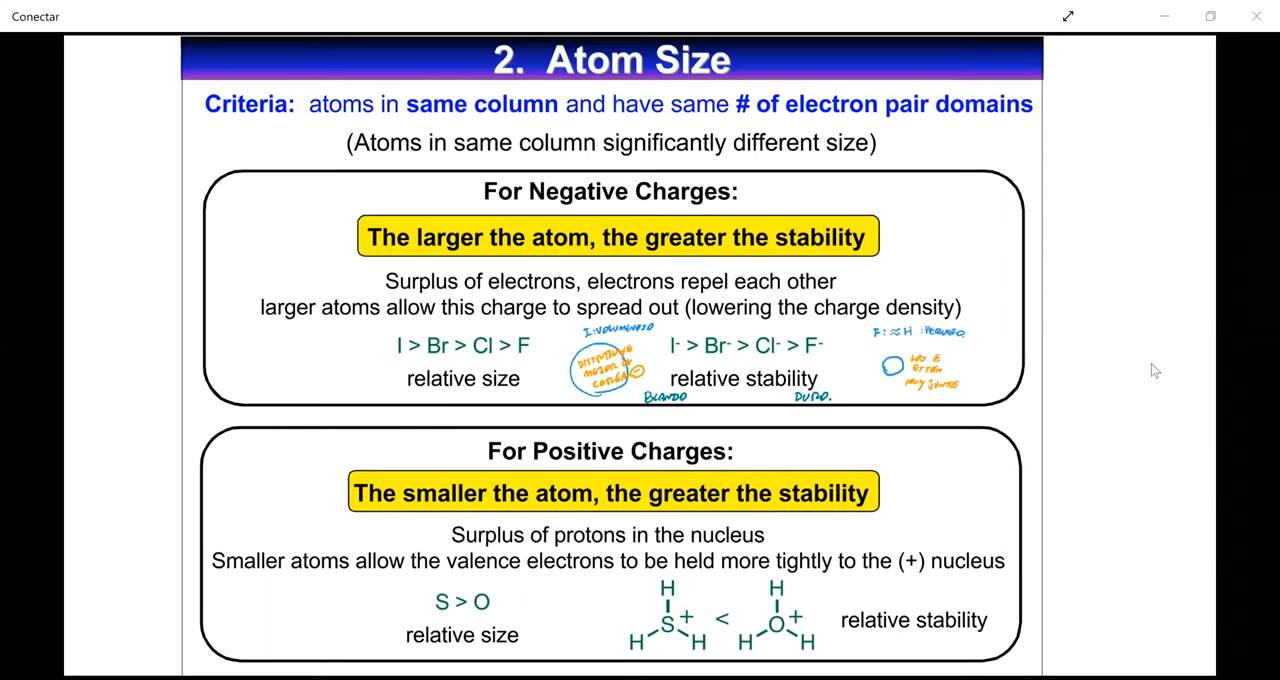 Conectar
2. Atom Size
Criteria: atoms in same column and have same # of electron pair domains
(Atoms in same column significantly different size)
For Negative Charges:
The larger the atom, the greater the stability
Surplus of electrons, electrons repel each other
larger atoms allow this charge to spread out (lowering the charge density)
I: VOLUMINOSO
F: ≈ H : PEQUEÑO
I > Br > Cl > F
I⁻ > Br⁻ > Cl⁻ > F⁻
relative size
relative stability
DISTRIBUYE
MEJOR LA
CARGA ⊖
MUY JUNTOS
BLANDO
DURO.
For Positive Charges:
The smaller the atom, the greater the stability
Surplus of protons in the nucleus
Smaller atoms allow the valence electrons to be held more tightly to the (+) nucleus
S > O
relative size
H
S +
H H
<
H
O +
H H
relative stability